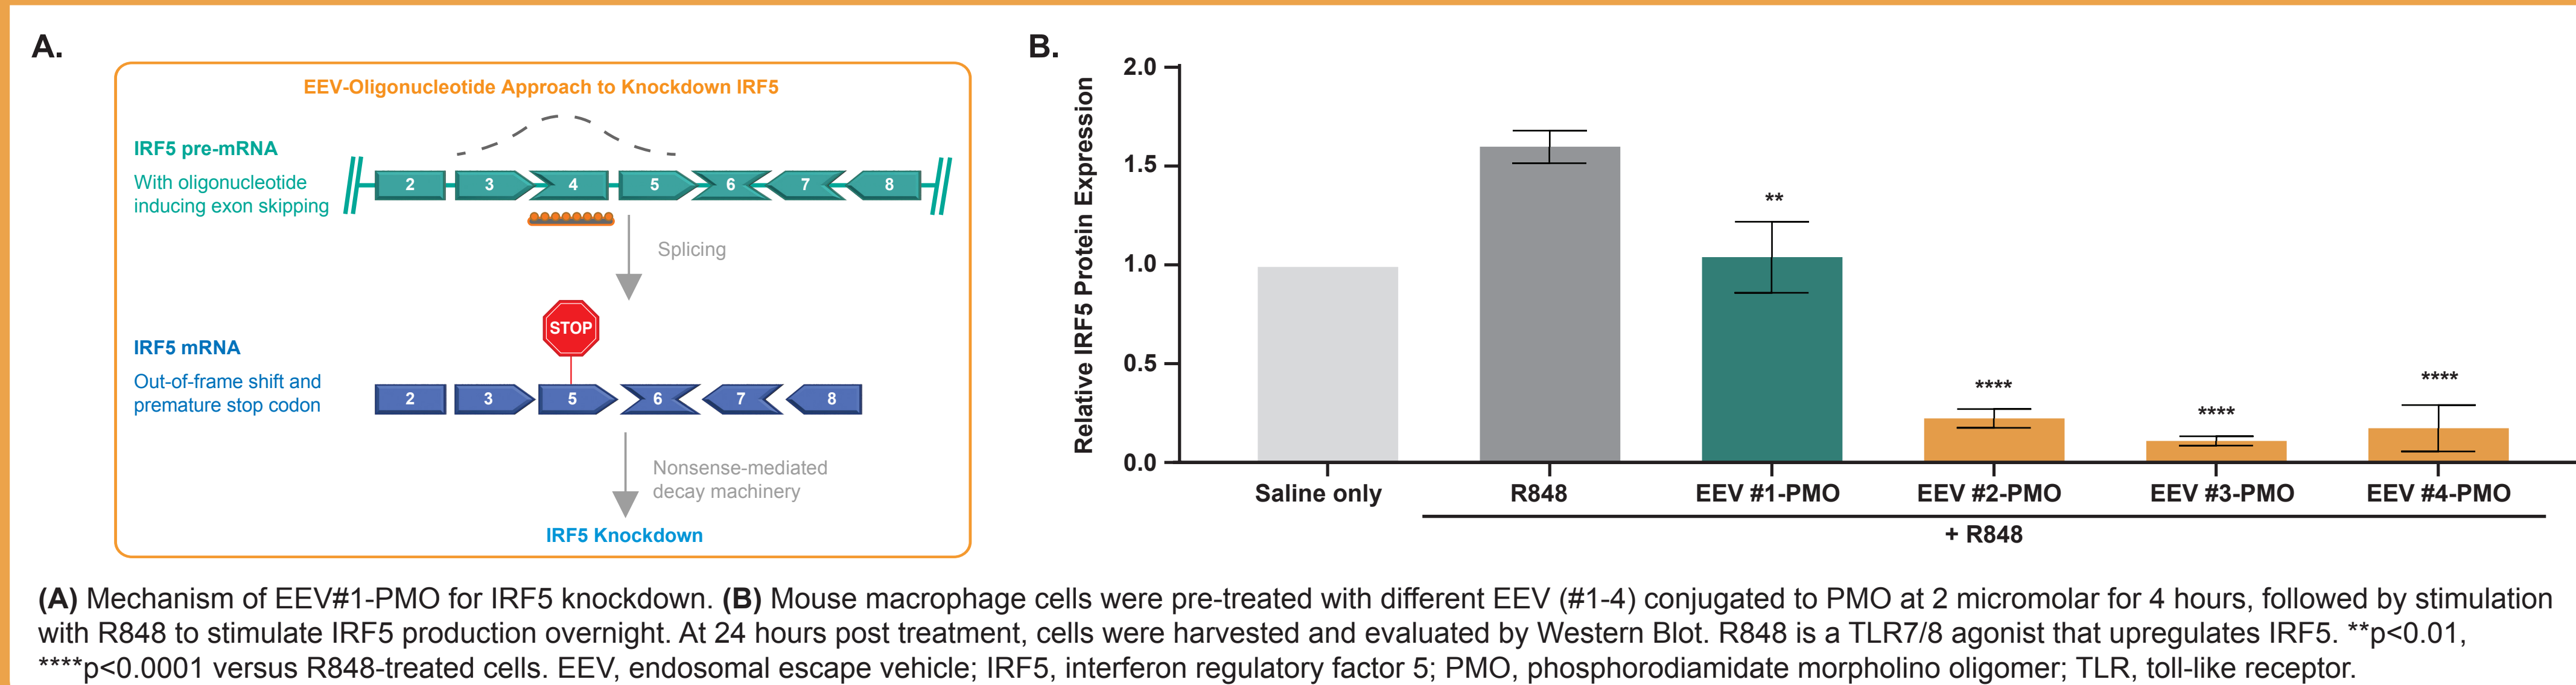 A.
EEV-Oligonucleotide Approach to Knockdown IRF5
IRF5 pre-mRNA
With oligonucleotide
inducing exon skipping
2 3 4 5 6 7 8
Splicing
STOP
IRF5 mRNA
Out-of-frame shift and
premature stop codon
2 3 5 6 7 8
Nonsense-mediated
decay machinery
IRF5 Knockdown
B.
Relative IRF5 Protein Expression
2.0
1.5
1.0
0.5
0.0
**
****
****
****
Saline only
R848
EEV #1-PMO
EEV #2-PMO
EEV #3-PMO
EEV #4-PMO
+ R848
(A) Mechanism of EEV#1-PMO for IRF5 knockdown. (B) Mouse macrophage cells were pre-treated with different EEV (#1-4) conjugated to PMO at 2 micromolar for 4 hours, followed by stimulation
with R848 to stimulate IRF5 production overnight. At 24 hours post treatment, cells were harvested and evaluated by Western Blot. R848 is a TLR7/8 agonist that upregulates IRF5. **p<0.01,
****p<0.0001 versus R848-treated cells. EEV, endosomal escape vehicle; IRF5, interferon regulatory factor 5; PMO, phosphorodiamidate morpholino oligomer; TLR, toll-like receptor.